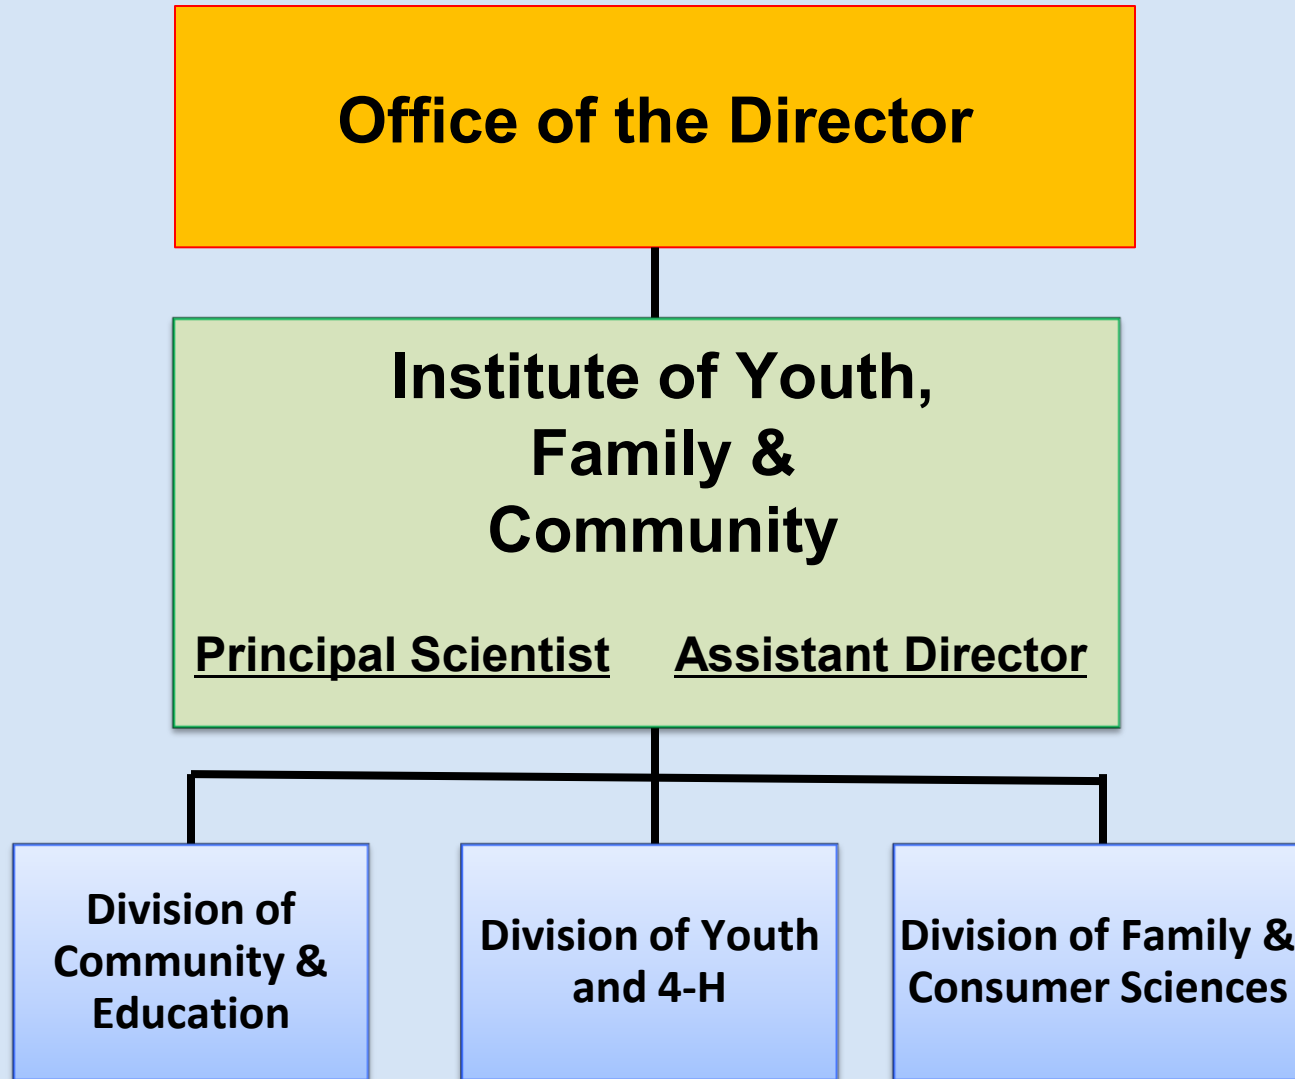 Office of the Director
Institute of Youth,
Family &
Community
Principal Scientist Assistant Director
Division of
Community &
Education
Division of Youth
and 4-H
Division of Family &
Consumer Sciences